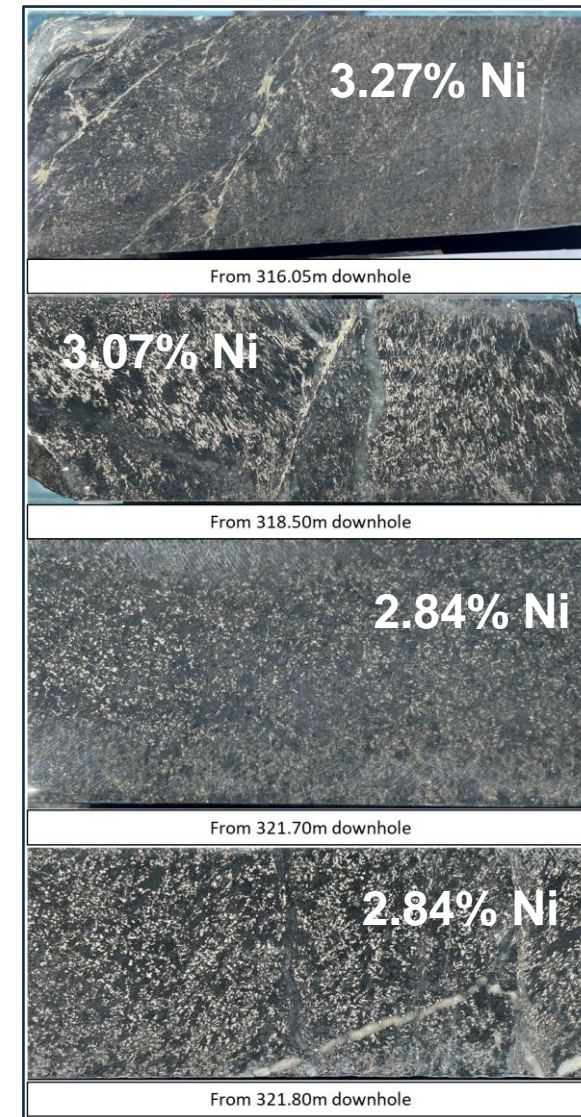 3.27% Ni
From 316.05m downhole
3.07% Ni
From 318.50m downhole
2.84% Ni
From 321.70m downhole
2.84% Ni
From 321.80m downhole